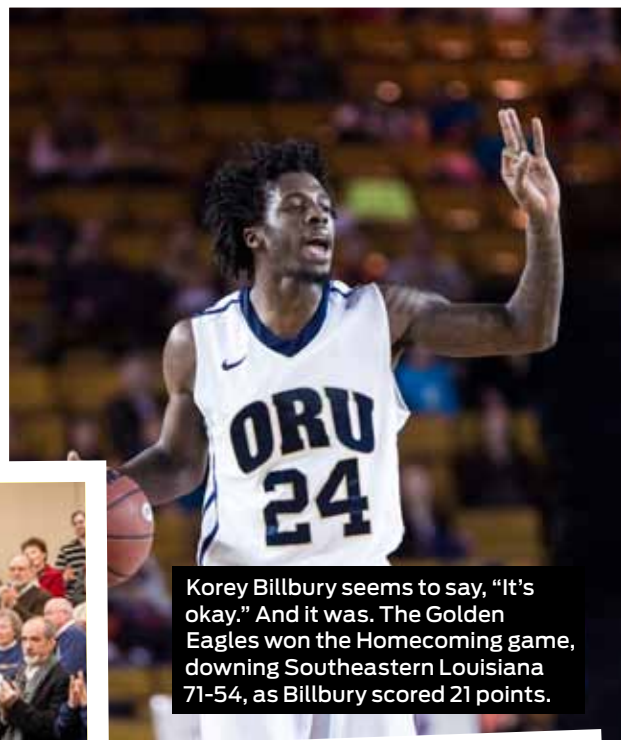 ORU
24
Korey Billbury seems to say, “It’s
okay.” And it was. The Golden
Eagles won the Homecoming game,
downing Southeastern Louisiana
71-54, as Billbury scored 21 points.